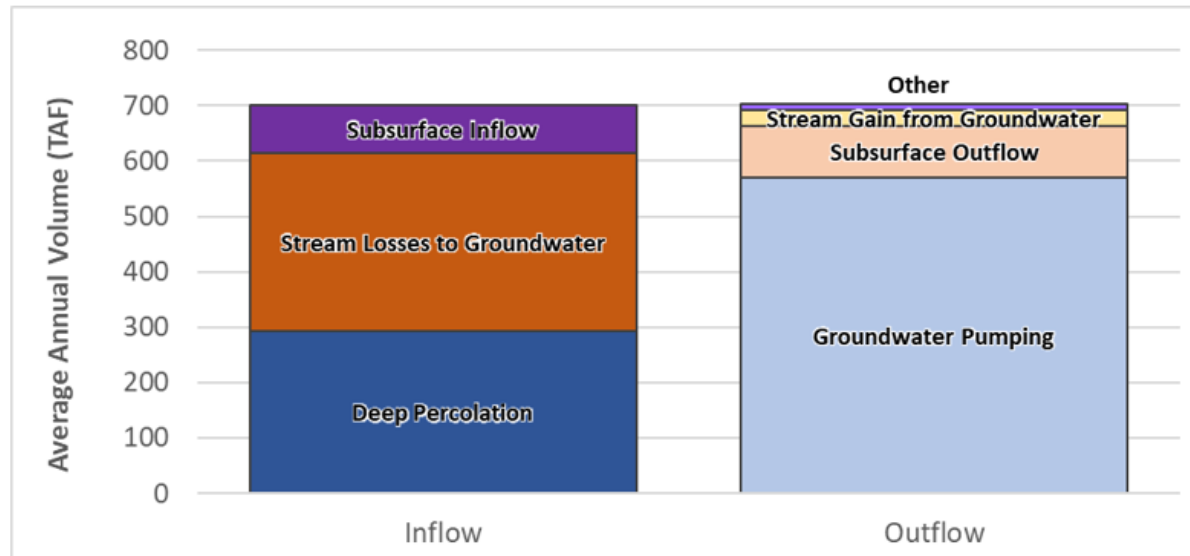 Average Annual Volume (TAF)
800
700
600
500
400
300
200
100
0
Subsurface Inflow
Stream Losses to Groundwater
Deep Percolation
Other
Stream Gain from Groundwater
Subsurface Outflow
Groundwater Pumping
Inflow
Outflow